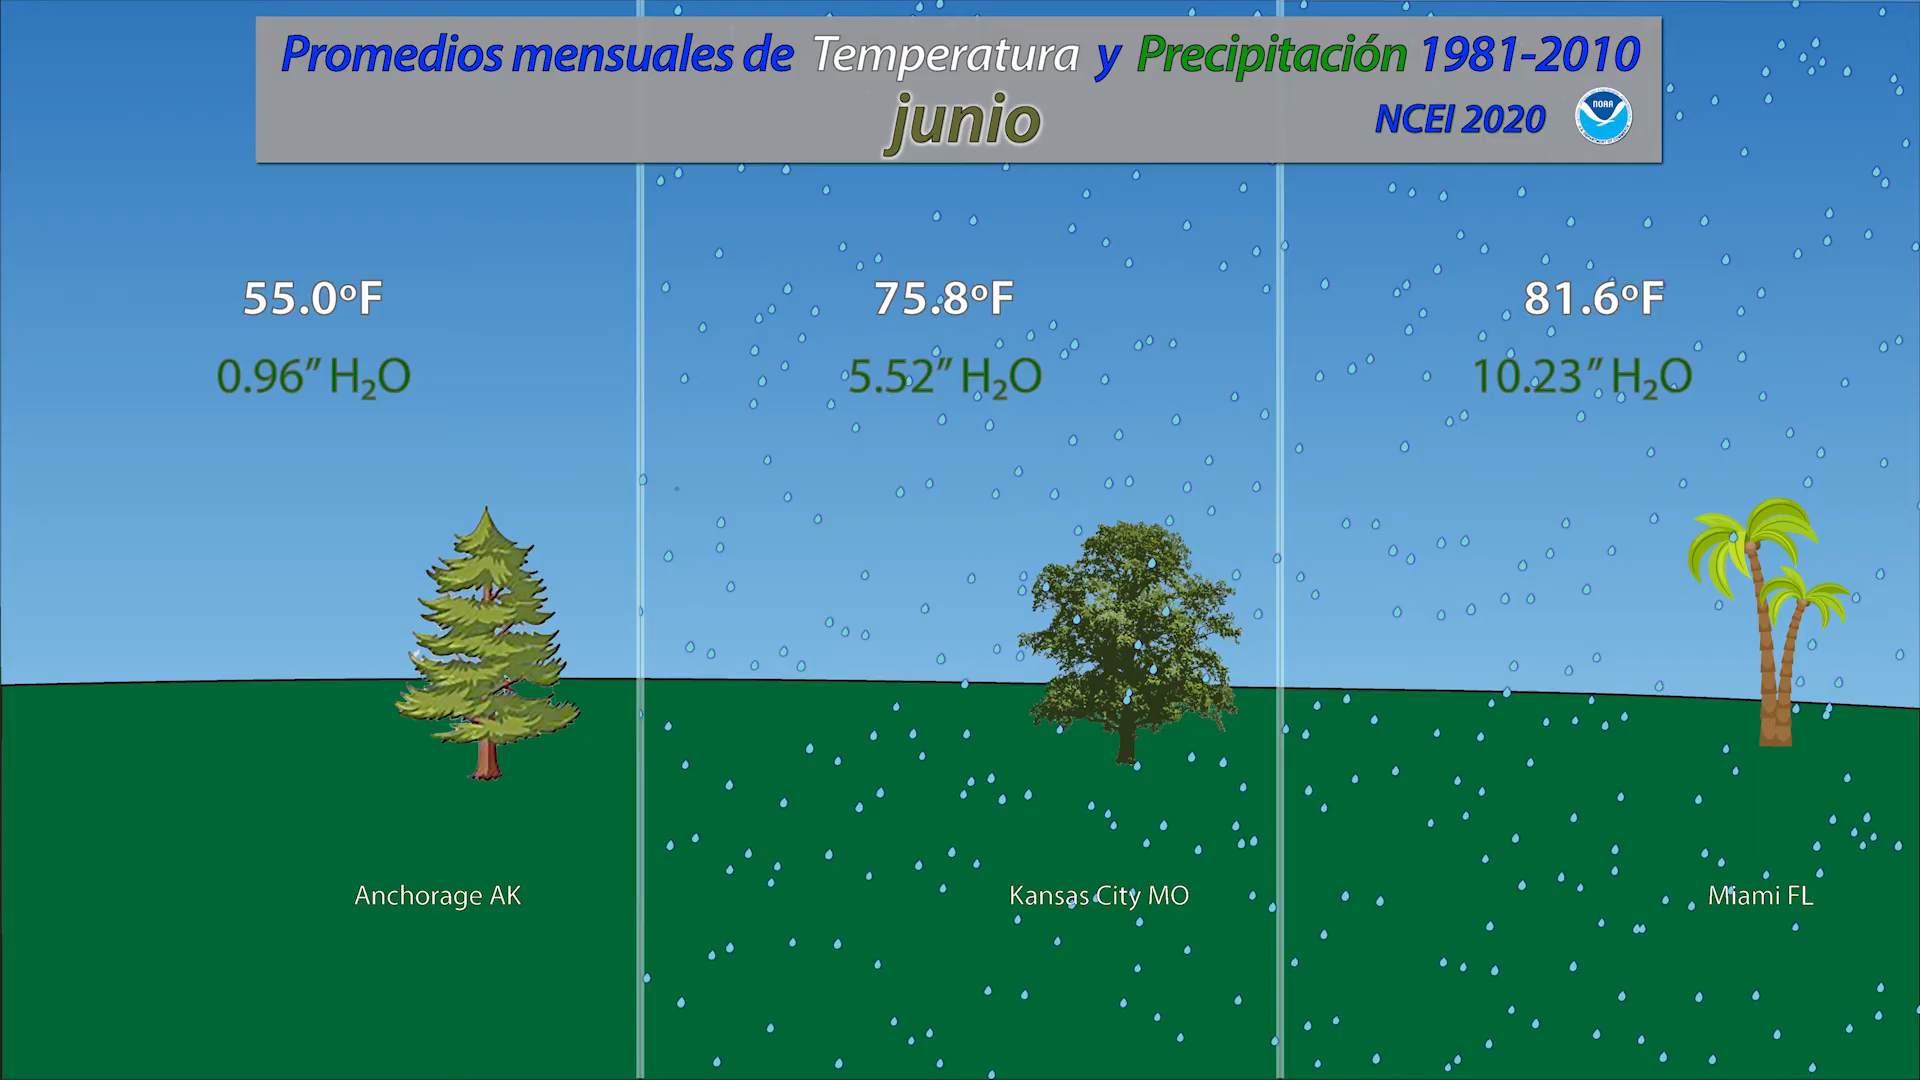 Promedios mensuales de Temperatura y Precipitación 1981-2010
junio
NCEI 2020
NOAA
55.0ºF
0.96” H₂O
75.8ºF
5.52” H₂O
81.6ºF
10.23” H₂O
Anchorage AK
Kansas City MO
Miami FL